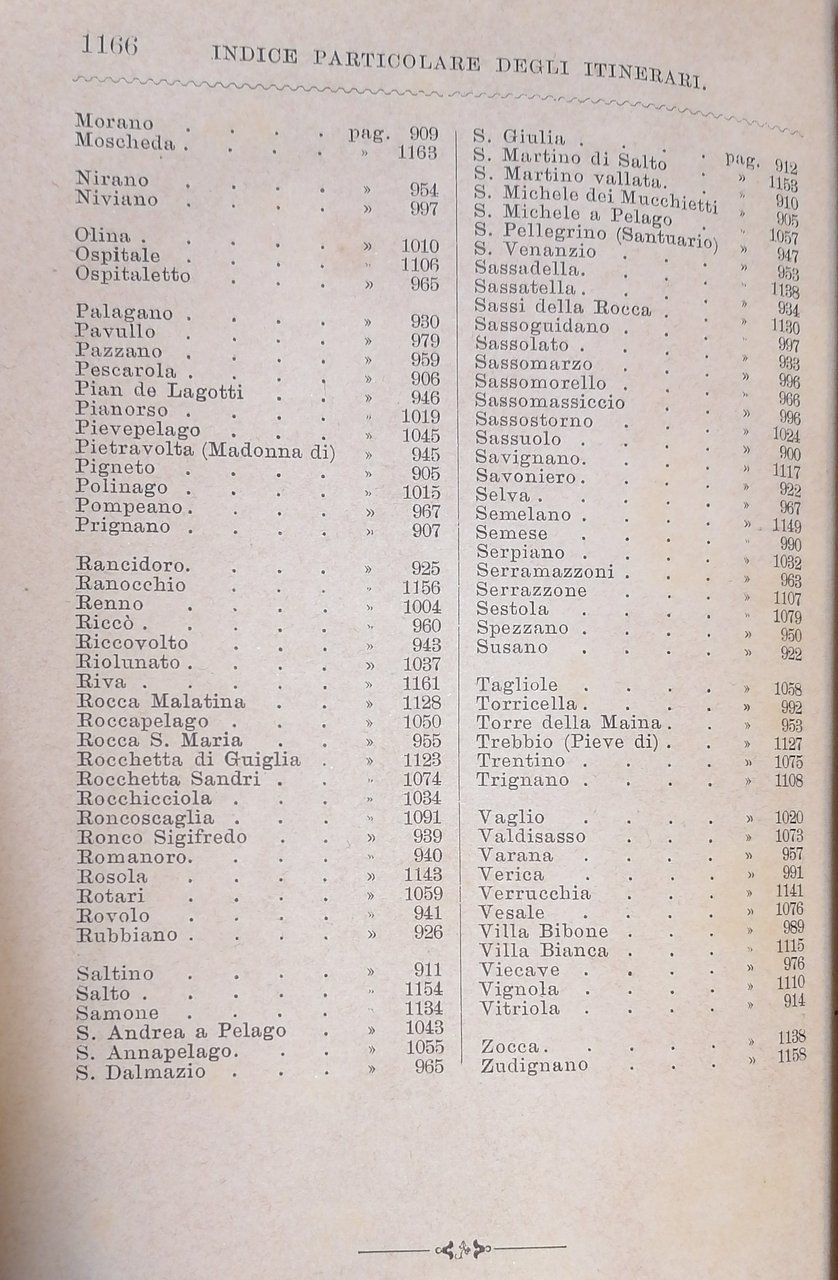 1166 INDICE PARTICOLARE DEGLI ITINERARI.
Morano . . . . pag. 909
Moscheda . . . . » 1163
Nirano . . . . » 954
Niviano . . . . » 997
Olina . . . . . » 1010
Ospitale . . . . » 1106
Ospitaletto . . . » 965
Palagano . . . . » 930
Pavullo . . . . » 979
Pazzano . . . . » 959
Pescarola . . . . » 906
Pian de Lagotti . . » 946
Pianorso . . . . » 1019
Pievepelago . . . » 1045
Pietravolta (Madonna di) » 945
Pigneto . . . . » 905
Polinago . . . . » 1015
Pompeano . . . . » 967
Prignano . . . . » 907
Rancidoro. . . . » 925
Ranocchio . . . » 1156
Renno . . . . » 1004
Riccò . . . . . » 960
Riccovolto . . . » 943
Riolunato . . . . » 1037
Riva . . . . . » 1161
Rocca Malatina . . » 1128
Roccapelago . . . » 1050
Rocca S. Maria . . » 955
Rocchetta di Guiglia . » 1123
Rocchetta Sandri . . » 1074
Rocchicciola . . . » 1034
Roncoscaglia . . . » 1091
Ronco Sigifredo . . » 939
Romanoro. . . . » 940
Rosola . . . . » 1143
Rotari . . . . » 1059
Rovolo . . . . » 941
Rubbiano . . . . » 926
Saltino . . . . » 911
Salto . . . . . » 1154
Samone . . . . » 1134
S. Andrea a Pelago . » 1043
S. Annapelago. . . » 1055
S. Dalmazio . . . » 965
S. Giulia . . . . pag. 912
S. Martino di Salto . » 1153
S. Martino vallata. . » 910
S. Michele dei Mucchietti » 905
S. Michele a Pelago . » 1057
S. Pellegrino (Santuario) » 947
S. Venanzio . . . » 953
Sassadella. . . . » 1138
Sassatella . . . . » 934
Sassi della Rocca . . » 1130
Sassoguidano . . . » 997
Sassolato . . . . » 933
Sassomarzo . . . » 996
Sassomorello . . . » 966
Sassomassiccio . . » 996
Sassostorno . . . » 1024
Sassuolo . . . . » 900
Savignano. . . . » 1117
Savoniero . . . . » 922
Selva . . . . . » 967
Semelano . . . . » 1149
Semese . . . . » 990
Serpiano . . . . » 1032
Serramazzoni . . . » 963
Serrazzone . . . » 1107
Sestola . . . . » 1079
Spezzano . . . . » 950
Susano . . . . » 922
Tagliole . . . . » 1058
Torricella . . . . » 992
Torre della Maina . . » 953
Trebbio (Pieve di) . . » 1127
Trentino . . . . » 1075
Trignano . . . . » 1108
Vaglio . . . . » 1020
Valdisasso . . . » 1073
Varana . . . . » 957
Verica . . . . » 991
Verrucchia . . . » 1141
Vesale . . . . » 1076
Villa Bibone . . . » 989
Villa Bianca . . . » 1115
Viecave . . . . » 976
Vignola . . . . » 1110
Vitriola . . . . » 914
Zocca. . . . . » 1138
Zudignano . . . » 1158